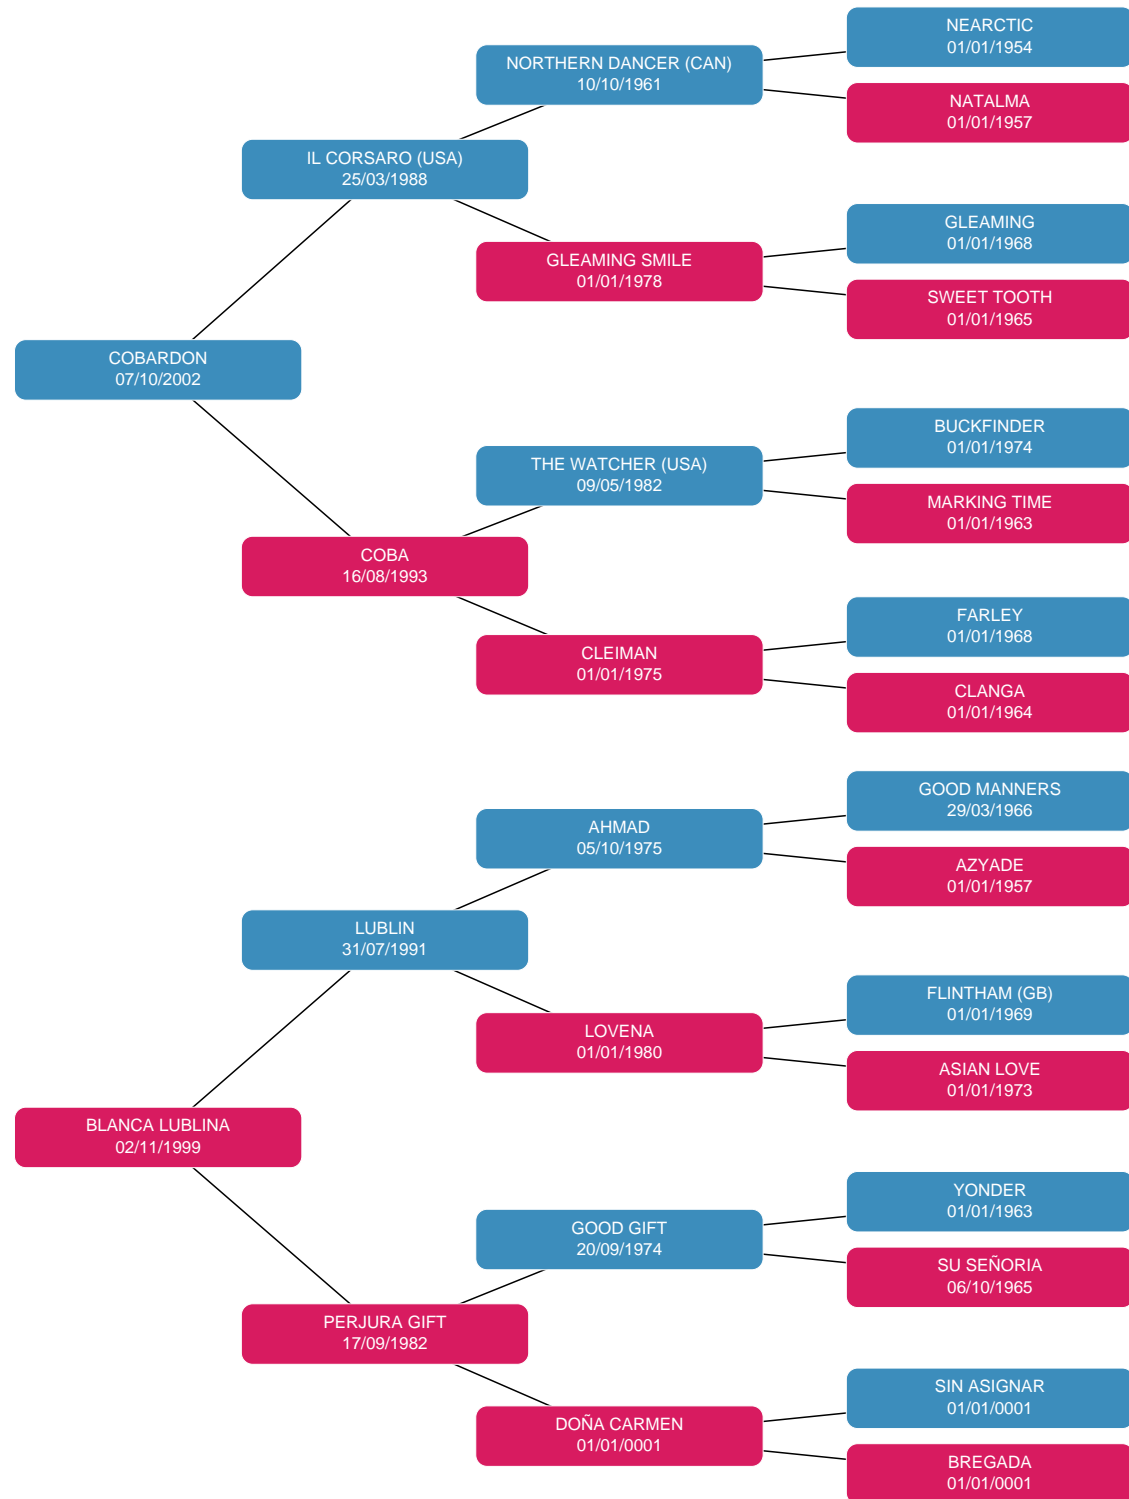 NEARCTIC
01/01/1954
NORTHERN DANCER (CAN)
10/10/1961
NATALMA
01/01/1957
IL CORSARO (USA)
25/03/1988
GLEAMING
01/01/1968
GLEAMING SMILE
01/01/1978
SWEET TOOTH
01/01/1965
COBARDON
07/10/2002
BUCKFINDER
01/01/1974
THE WATCHER (USA)
09/05/1982
MARKING TIME
01/01/1963
COBA
16/08/1993
FARLEY
01/01/1968
CLEIMAN
01/01/1975
CLANGA
01/01/1964
GOOD MANNERS
29/03/1966
AHMAD
05/10/1975
AZYADE
01/01/1957
LUBLIN
31/07/1991
FLINTHAM (GB)
01/01/1969
LOVENA
01/01/1980
ASIAN LOVE
01/01/1973
BLANCA LUBLINA
02/11/1999
YONDER
01/01/1963
GOOD GIFT
20/09/1974
SU SEÑORIA
06/10/1965
PERJURA GIFT
17/09/1982
SIN ASIGNAR
01/01/0001
DOÑA CARMEN
01/01/0001
BREGADA
01/01/0001